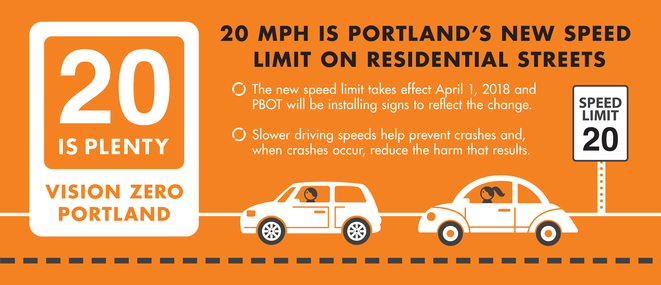 20
IS PLENTY
VISION ZERO
PORTLAND
20 MPH IS PORTLAND'S NEW SPEED
LIMIT ON RESIDENTIAL STREETS
The new speed limit takes effect April 1, 2018 and
PBOT will be installing signs to reflect the change.
Slower driving speeds help prevent crashes and,
when crashes occur, reduce the harm that results.
SPEED
LIMIT
20